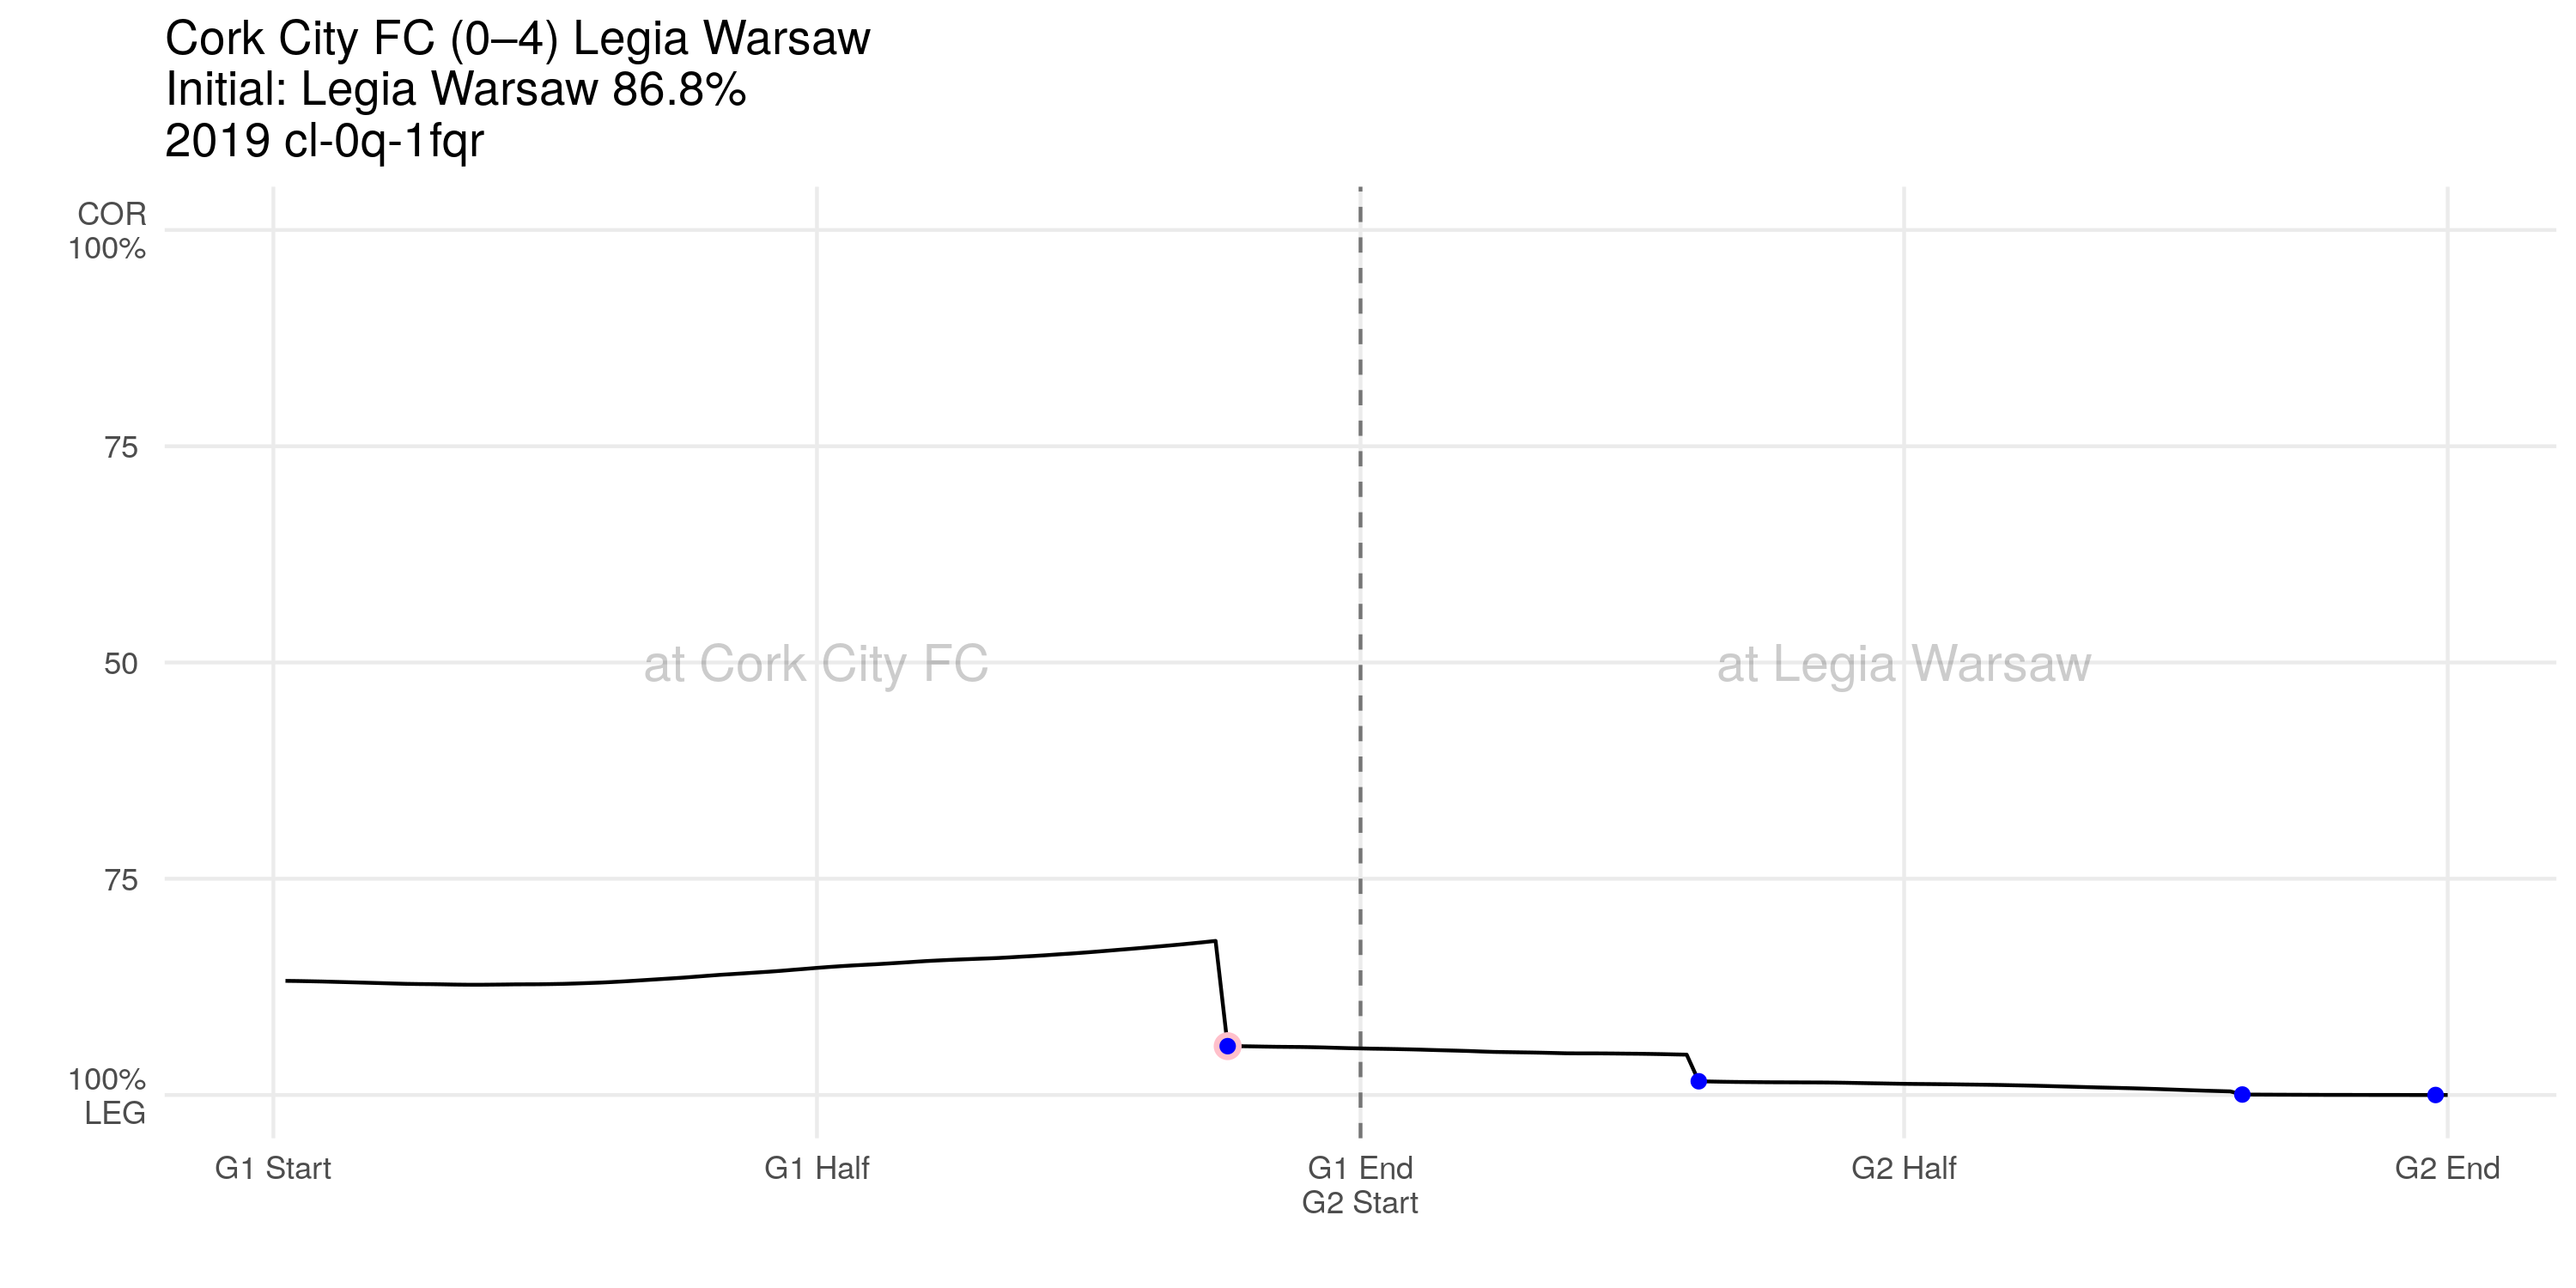 Cork City FC (0–4) Legia Warsaw
Initial: Legia Warsaw 86.8%
2019 cl-0q-1fqr
COR
100%
75
50
at Cork City FC
at Legia Warsaw
75
100%
LEG
G1 Start
G1 Half
G1 End
G2 Start
G2 Half
G2 End